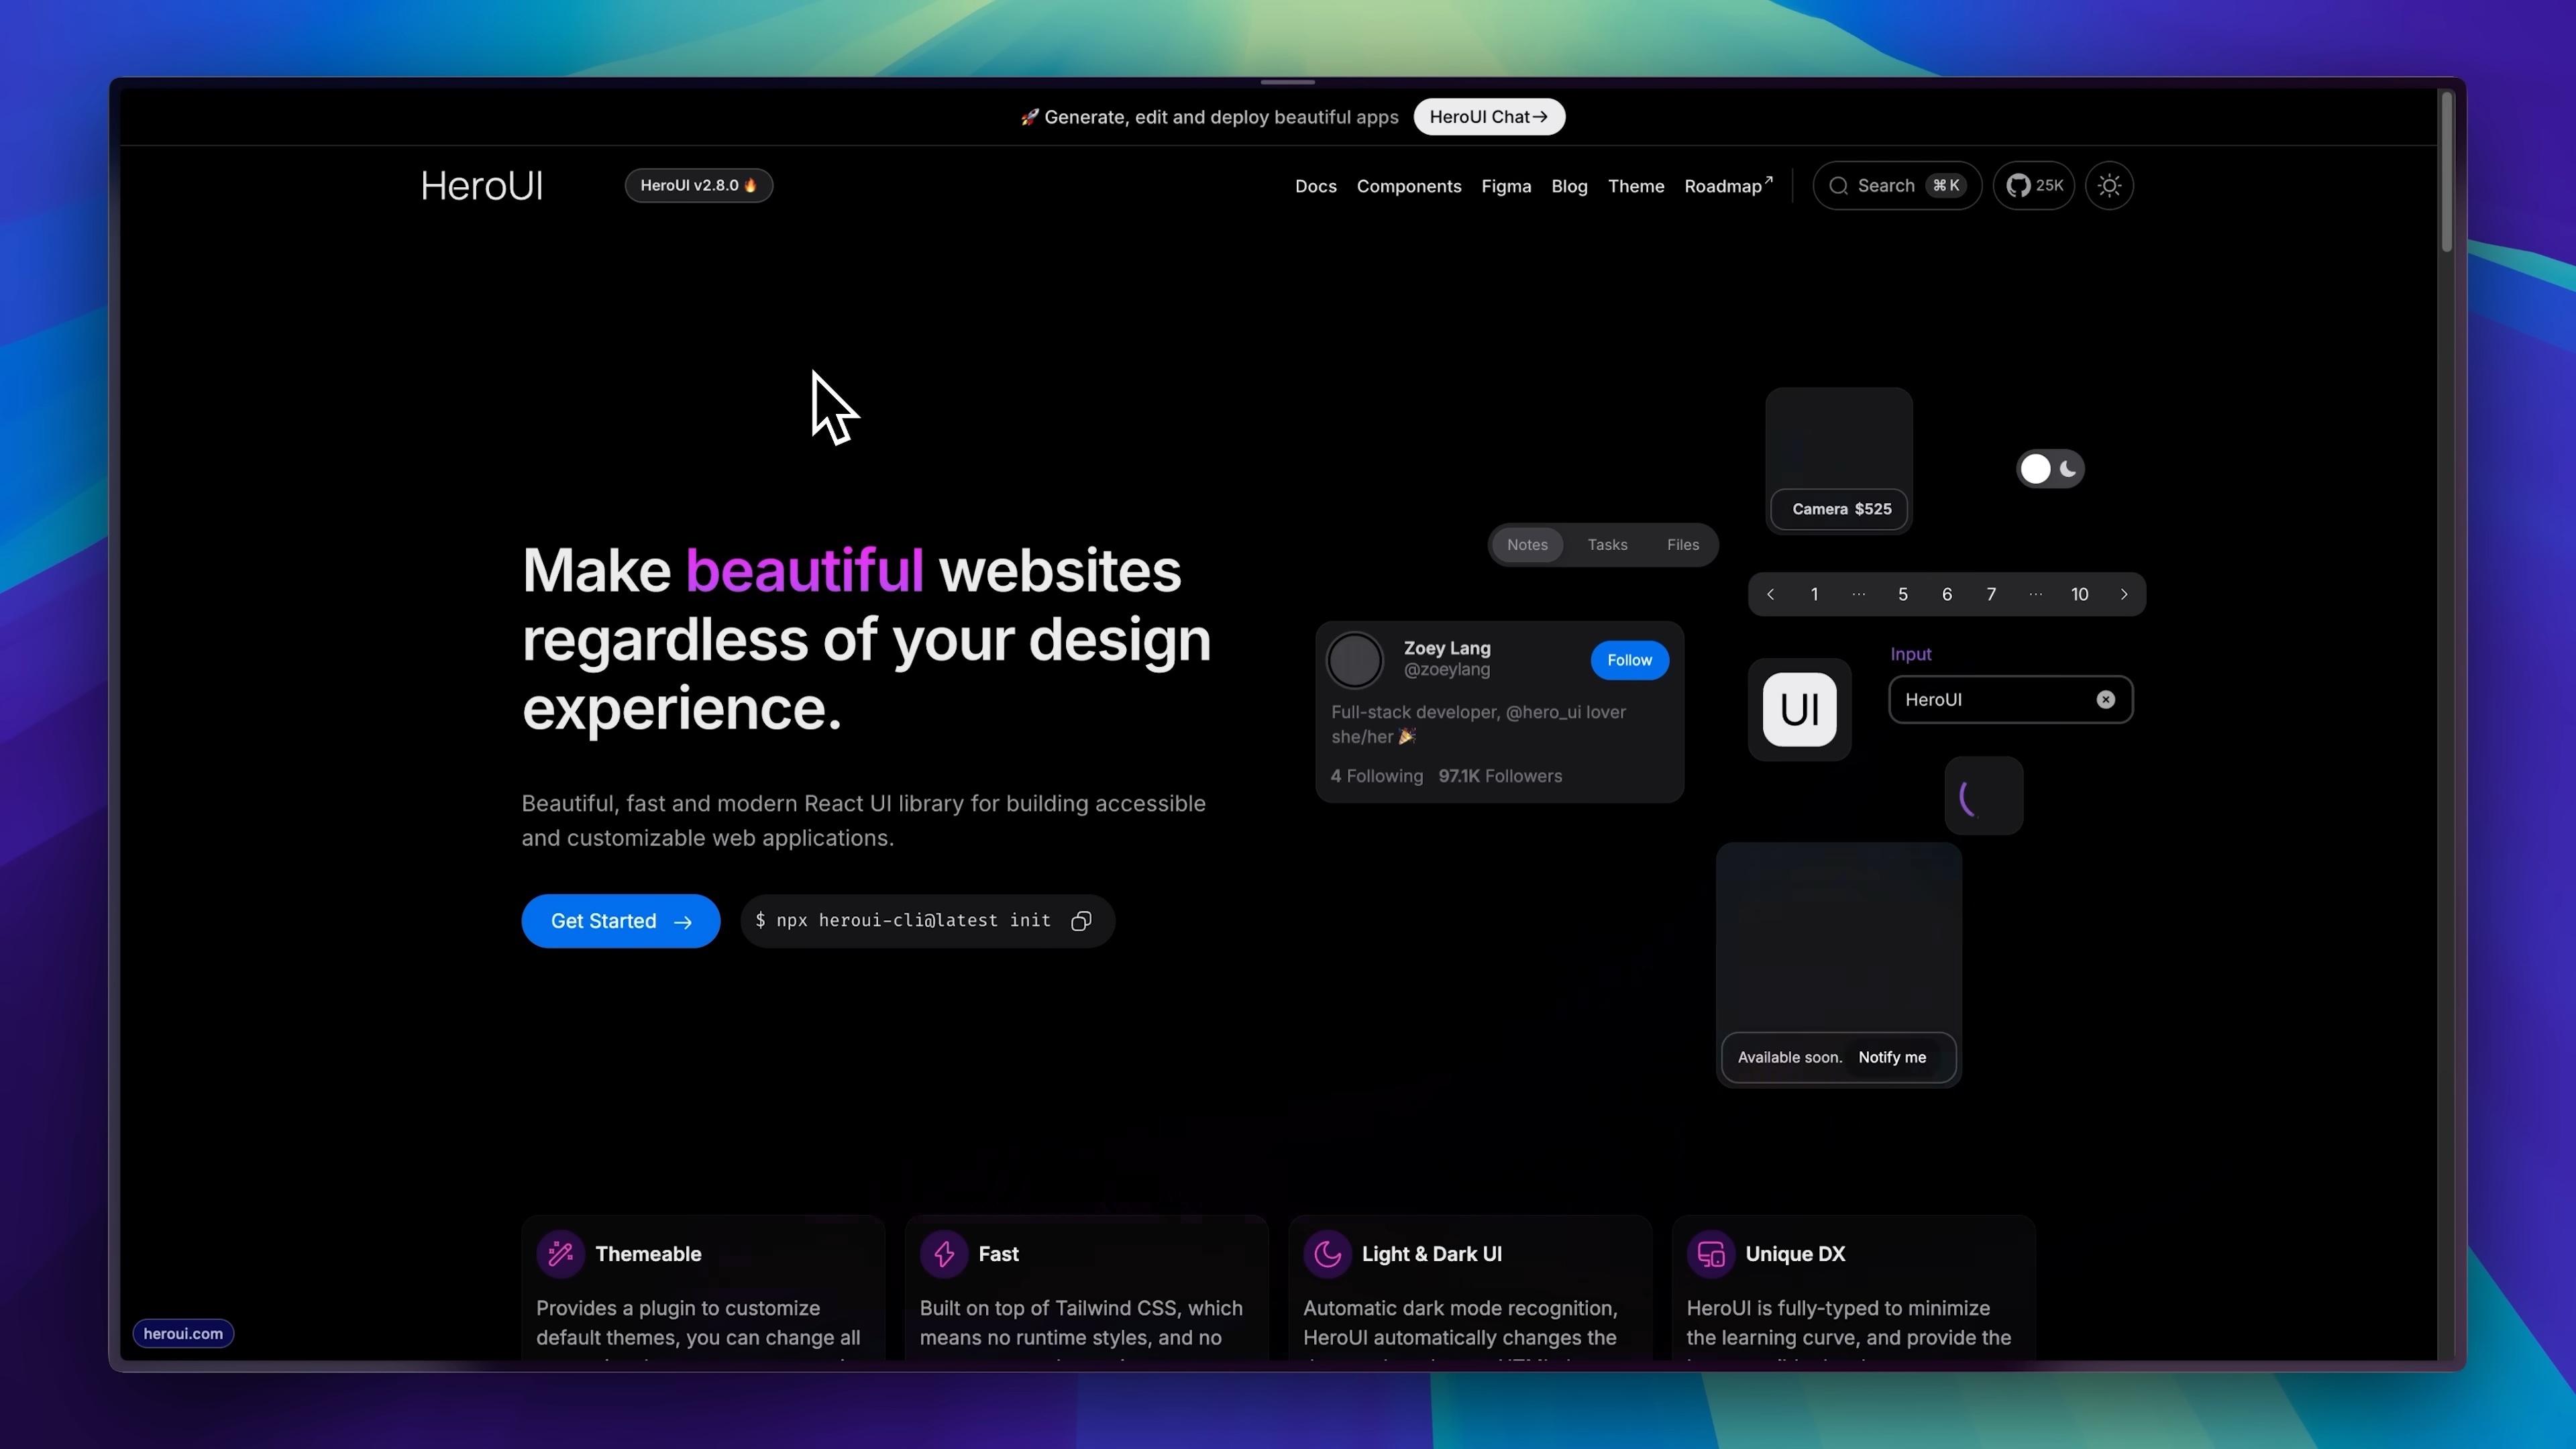 🚀 Generate, edit and deploy beautiful apps HeroUI Chat→
HeroUI HeroUI v2.8.0 🔥 Docs Components Figma Blog Theme Roadmap↗ Search ⌘ K 25K
Make beautiful websites
regardless of your design
experience.
Beautiful, fast and modern React UI library for building accessible
and customizable web applications.
Get Started → $ npx heroui-cli@latest init
Camera $525
Notes Tasks Files
< 1 ... 5 6 7 ... 10 >
Zoey Lang
@zoeylang
Follow
Full-stack developer, @hero_ui lover
she/her 🎉
4 Following 97.1K Followers
UI
Input
HeroUI
Available soon. Notify me
Themeable
Provides a plugin to customize
default themes, you can change all
Fast
Built on top of Tailwind CSS, which
means no runtime styles, and no
Light & Dark UI
Automatic dark mode recognition,
HeroUI automatically changes the
Unique DX
HeroUI is fully-typed to minimize
the learning curve, and provide the
heroui.com